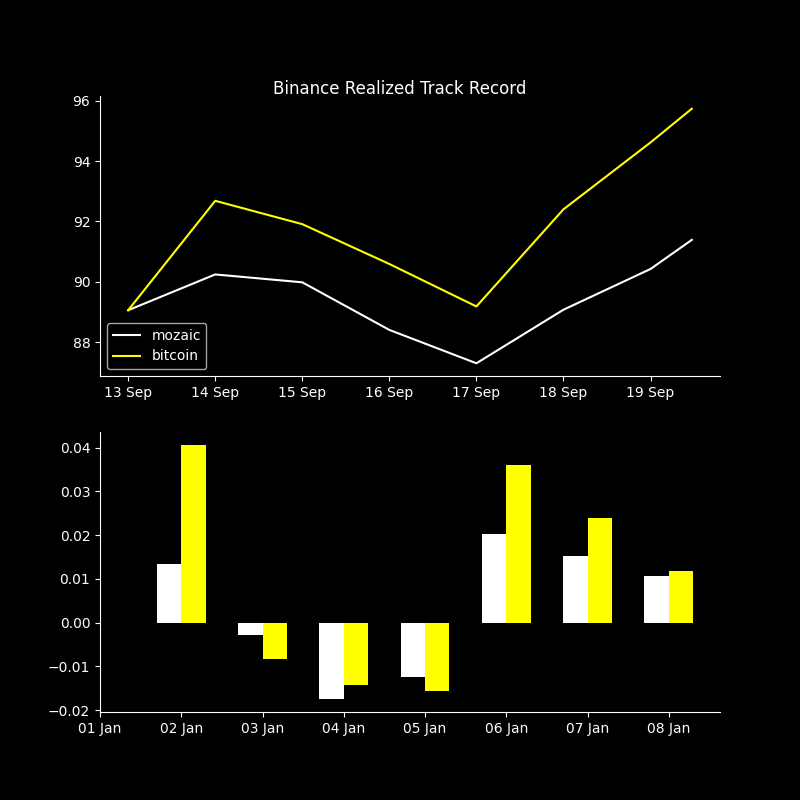 Binance Realized Track Record
96
94
92
90
88
mozaic
bitcoin
13 Sep 14 Sep 15 Sep 16 Sep 17 Sep 18 Sep 19 Sep
0.04
0.03
0.02
0.01
0.00
−0.01
−0.02
01 Jan 02 Jan 03 Jan 04 Jan 05 Jan 06 Jan 07 Jan 08 Jan